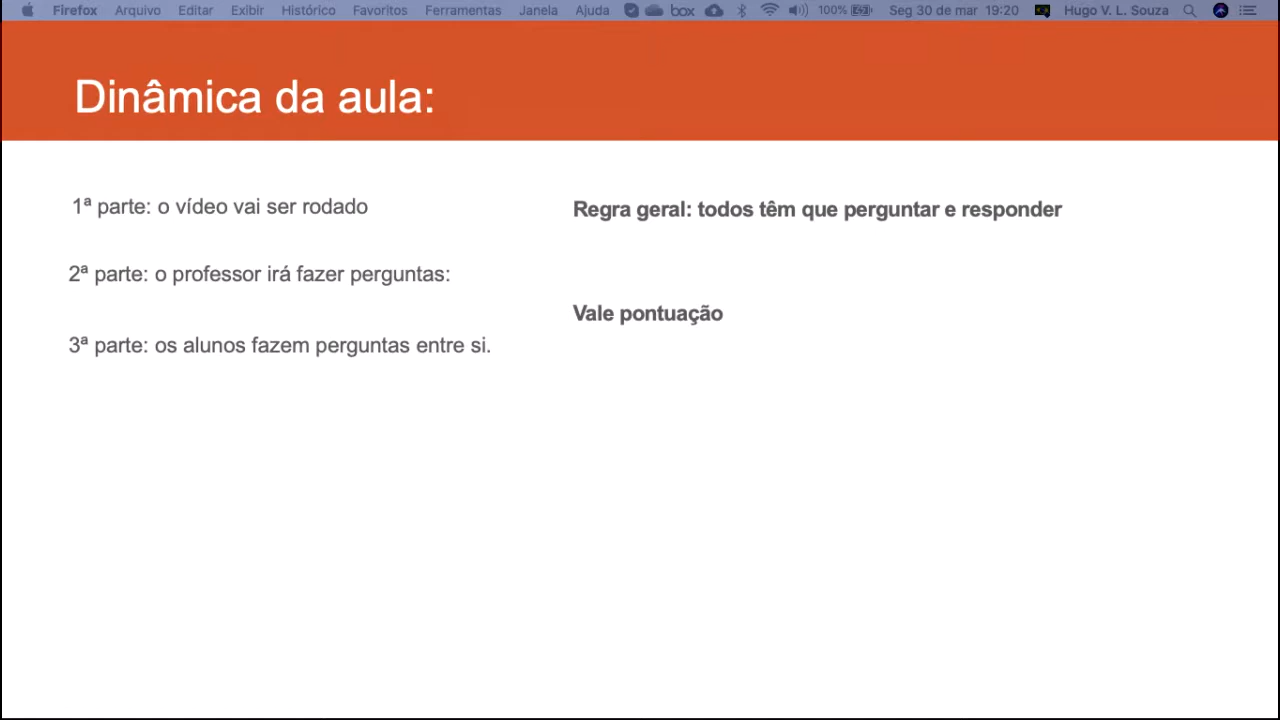 Firefox Arquivo Editar Exibir Histórico Favoritos Ferramentas Janela Ajuda box 100% Seg 30 de mar 19:20 Hugo V. L. Souza
Dinâmica da aula:
1ª parte: o vídeo vai ser rodado
2ª parte: o professor irá fazer perguntas:
3ª parte: os alunos fazem perguntas entre si.
Regra geral: todos têm que perguntar e responder
Vale pontuação